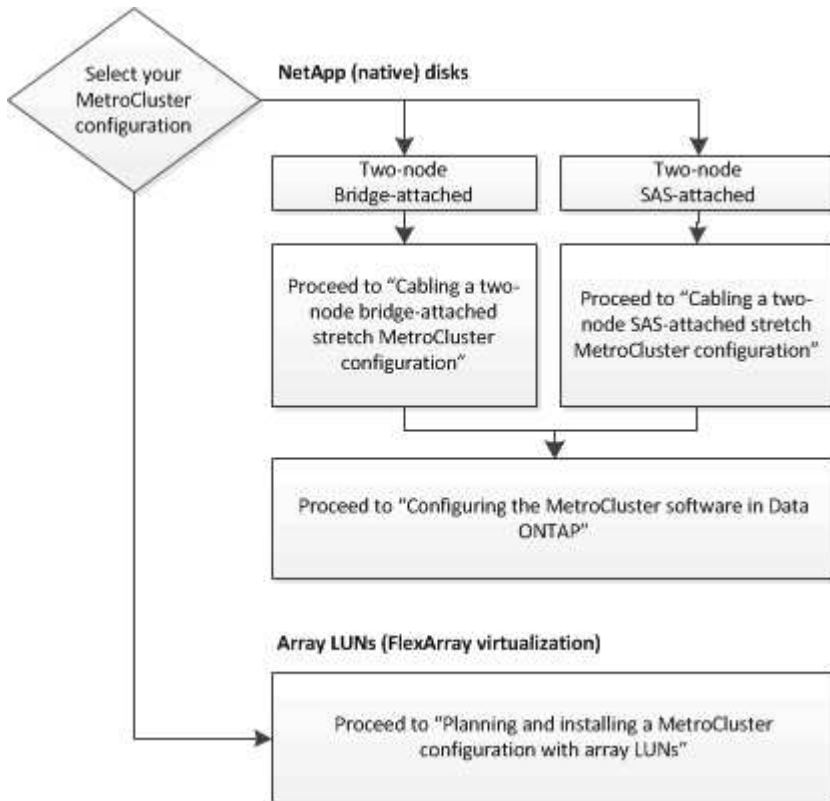 Select your
MetroCluster
configuration
NetApp (native) disks
Two-node
Bridge-attached
Two-node
SAS-attached
Proceed to “Cabling a two-
node bridge-attached
stretch MetroCluster
configuration”
Proceed to “Cabling a two-
node SAS-attached stretch
MetroCluster configuration”
Proceed to "Configuring the MetroCluster software in Data
ONTAP”
Array LUNs (FlexArray virtualization)
Proceed to "Planning and installing a MetroCluster
configuration with array LUNs”